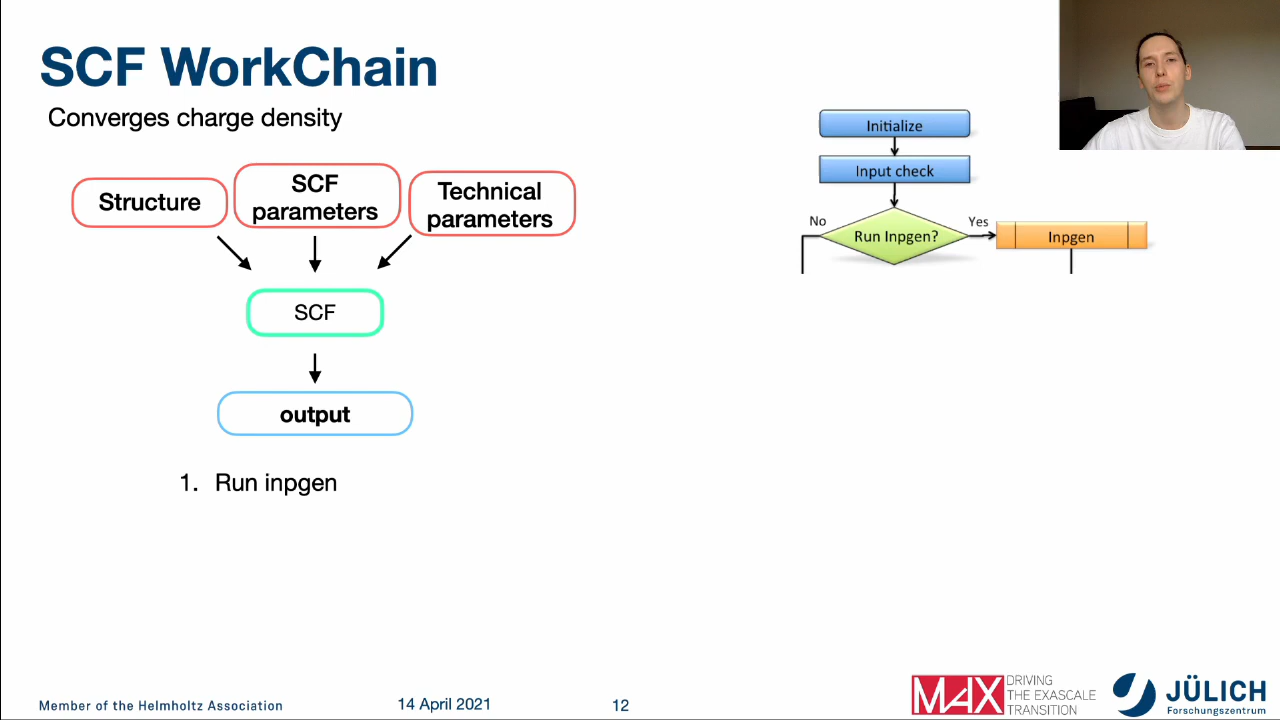 SCF WorkChain
Converges charge density
Structure
SCF
parameters
Technical
parameters
SCF
output
1. Run inpgen
Initialize
Input check
No
Run Inpgen?
Yes
Inpgen
Member of the Helmholtz Association
14 April 2021
12
MAX
DRIVING
THE EXASCALE
TRANSITION
JÜLICH
Forschungszentrum